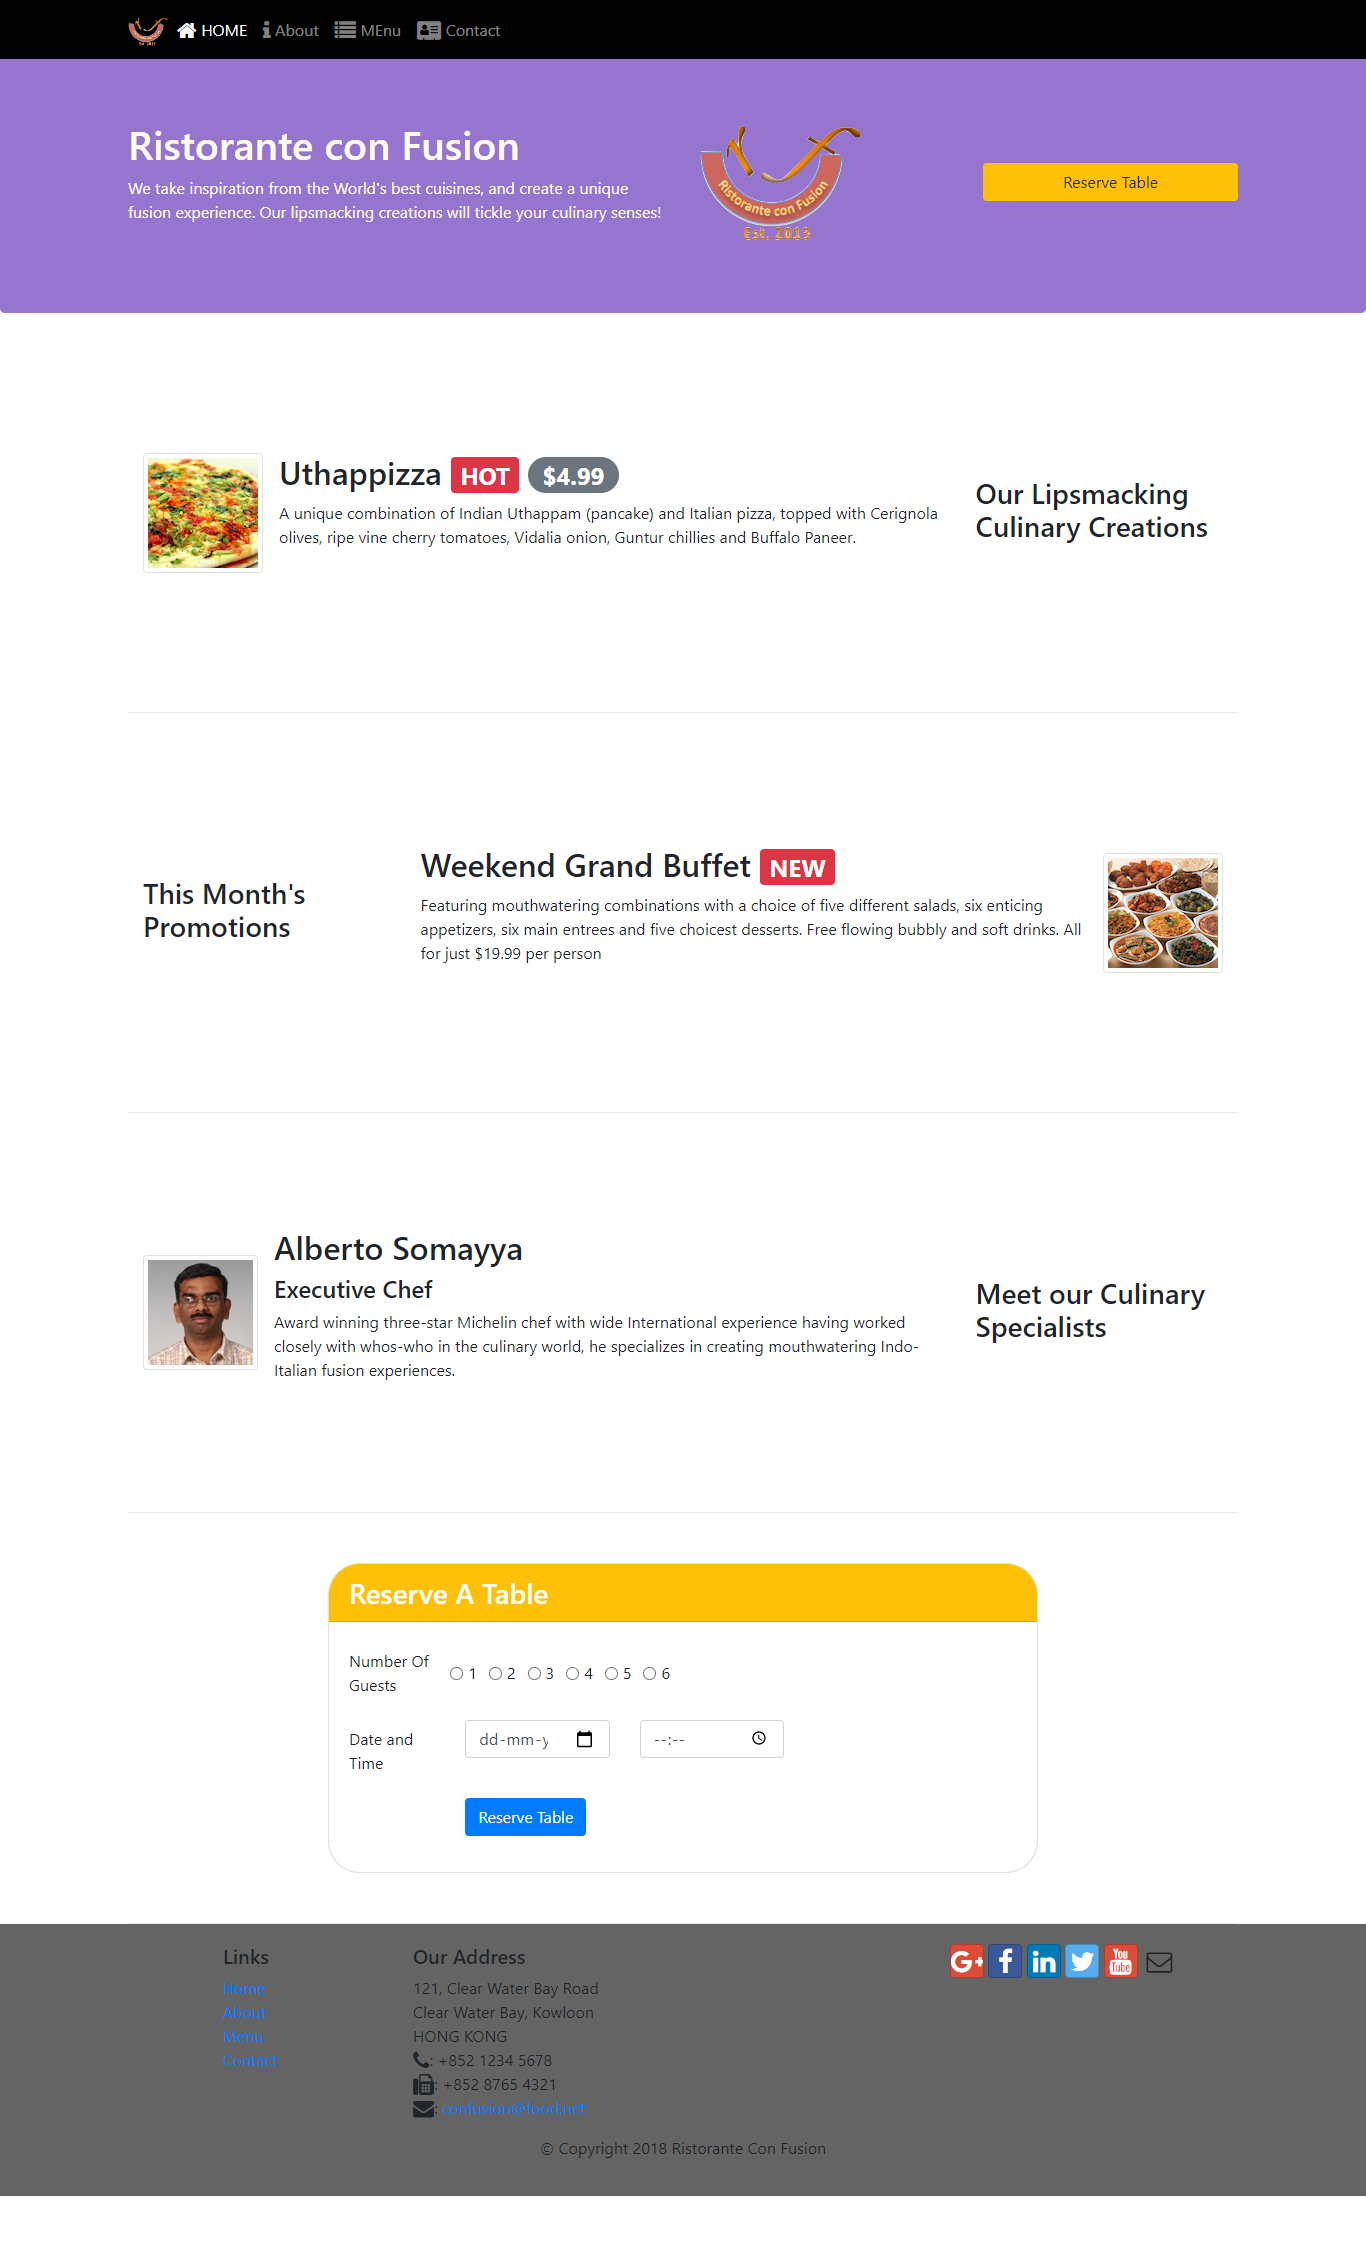 HOME About MEnu Contact
Ristorante con Fusion
We take inspiration from the World's best cuisines, and create a unique
fusion experience. Our lipsmacking creations will tickle your culinary senses!
Ristorante con Fusion
Est. 2013
Reserve Table
Uthappizza HOT $4.99
A unique combination of Indian Uthappam (pancake) and Italian pizza, topped with Cerignola
olives, ripe vine cherry tomatoes, Vidalia onion, Guntur chillies and Buffalo Paneer.
Our Lipsmacking
Culinary Creations
This Month's
Promotions
Weekend Grand Buffet NEW
Featuring mouthwatering combinations with a choice of five different salads, six enticing
appetizers, six main entrees and five choicest desserts. Free flowing bubbly and soft drinks. All
for just $19.99 per person
Alberto Somayya
Executive Chef
Award winning three-star Michelin chef with wide International experience having worked
closely with whos-who in the culinary world, he specializes in creating mouthwatering Indo-
Italian fusion experiences.
Meet our Culinary
Specialists
Reserve A Table
Number Of
Guests
1 2 3 4 5 6
Date and
Time
dd-mm-y
--:--
Reserve Table
Links
Home
About
Menu
Contact
Our Address
121, Clear Water Bay Road
Clear Water Bay, Kowloon
HONG KONG
: +852 1234 5678
: +852 8765 4321
: confusion@food.net
G+ f in You Tube
© Copyright 2018 Ristorante Con Fusion